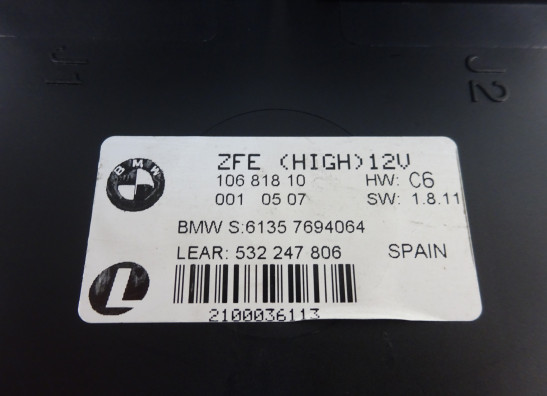 J1
J2
BMW
ZFE (HIGH) 12V
106 818 10 HW: C6
001 05 07 SW: 1.8.11
BMW S:6135 7694064
LEAR: 532 247 806 SPAIN
L
2100036113